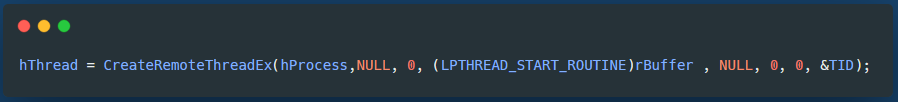 hThread = CreateRemoteThreadEx(hProcess,NULL, 0, (LPTHREAD_START_ROUTINE)rBuffer , NULL, 0, 0, &TID);